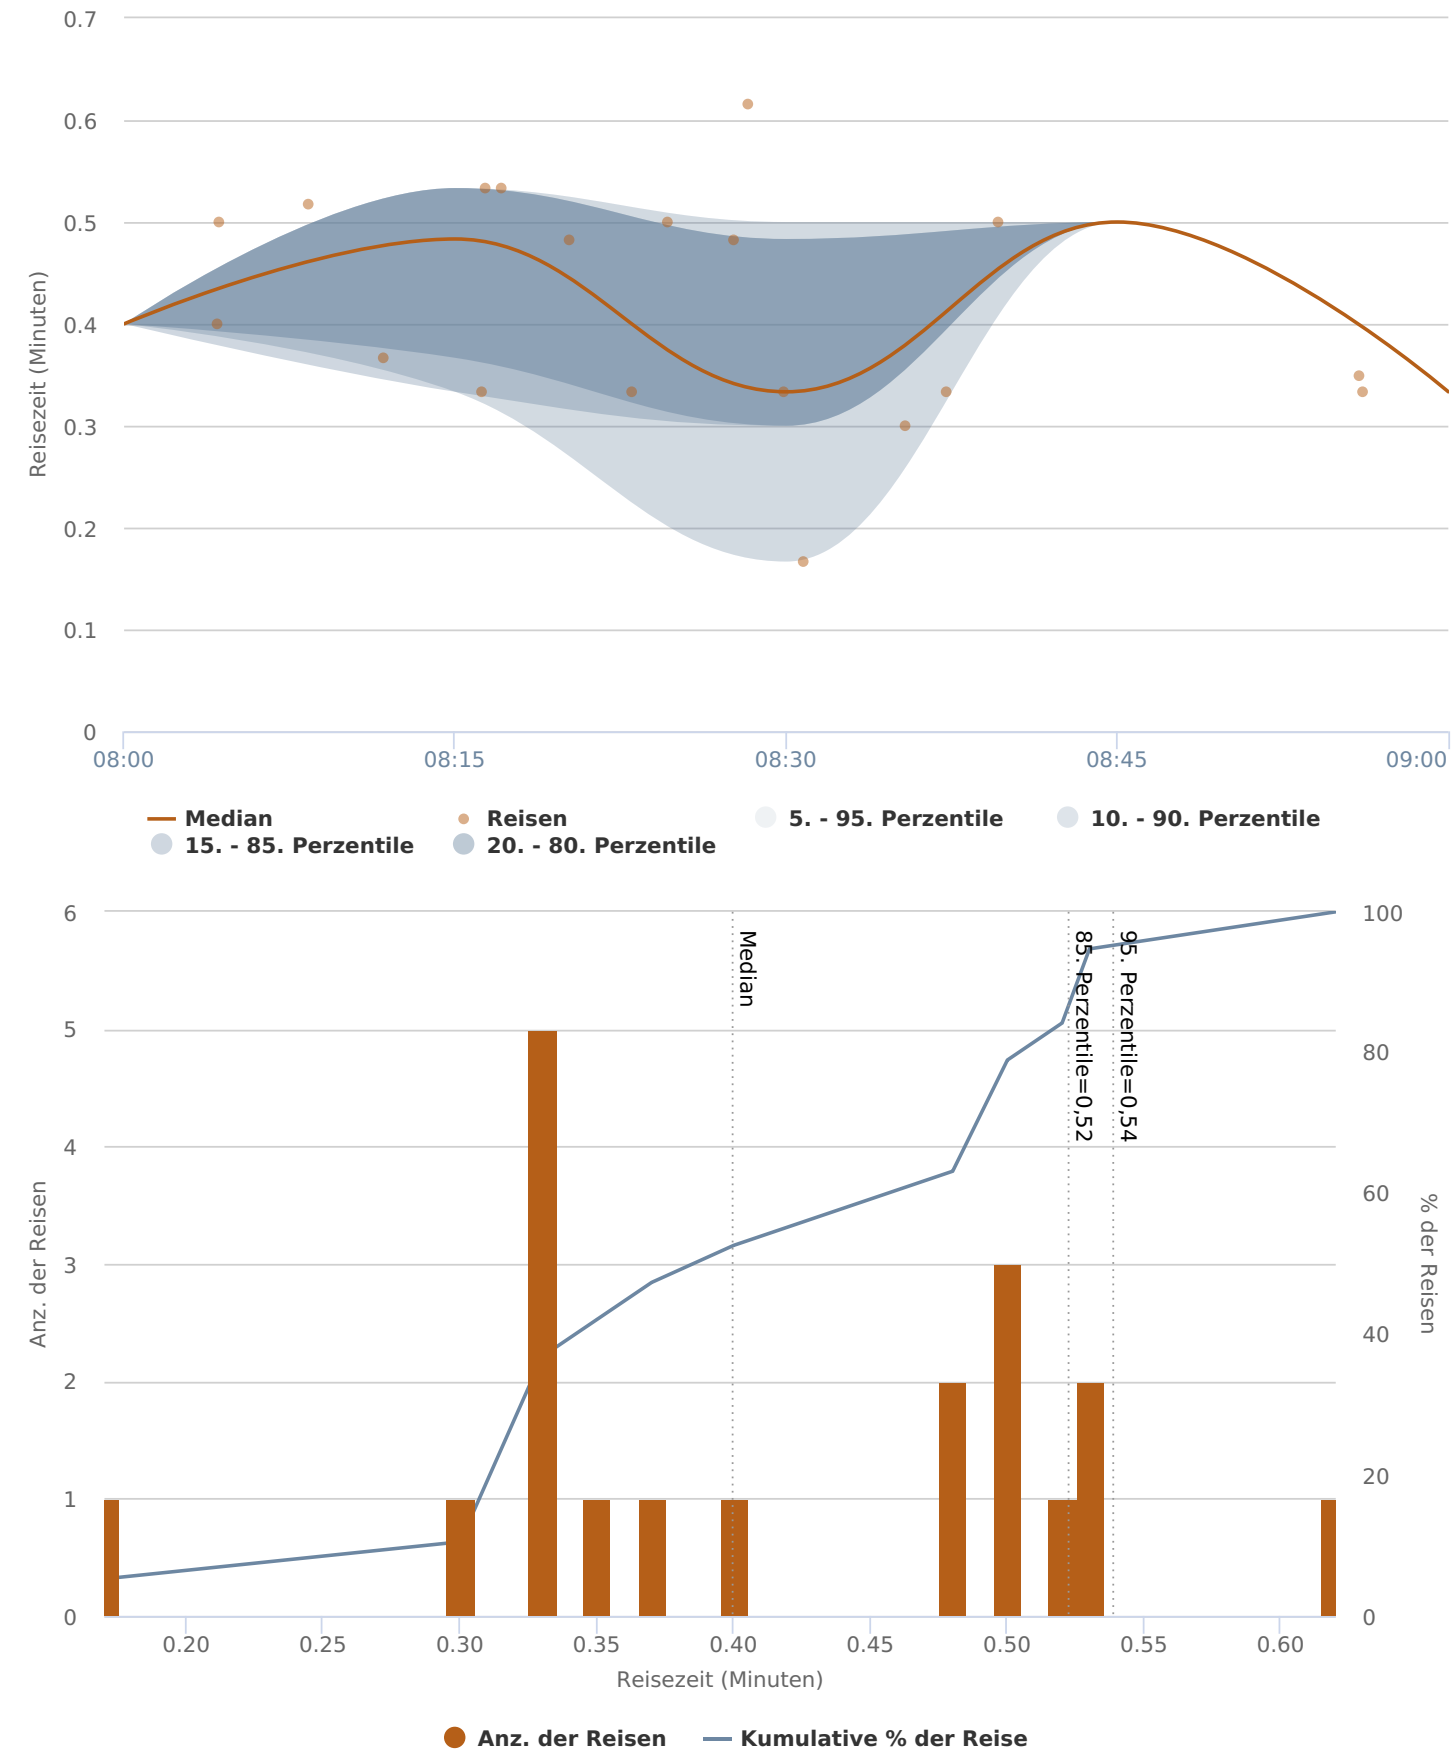 0.7
0.6
0.5
0.4
0.3
0.2
0.1
0
Reisezeit (Minuten)
08:00 08:15 08:30 08:45 09:00
Median Reisen 5. - 95. Perzentile 10. - 90. Perzentile
15. - 85. Perzentile 20. - 80. Perzentile
6
5
4
3
2
1
0
Anz. der Reisen
100
80
60
40
20
0
% der Reisen
Median
85. Perzentile=0,52
95. Perzentile=0,54
0.20 0.25 0.30 0.35 0.40 0.45 0.50 0.55 0.60
Reisezeit (Minuten)
Anz. der Reisen Kumulative % der Reise